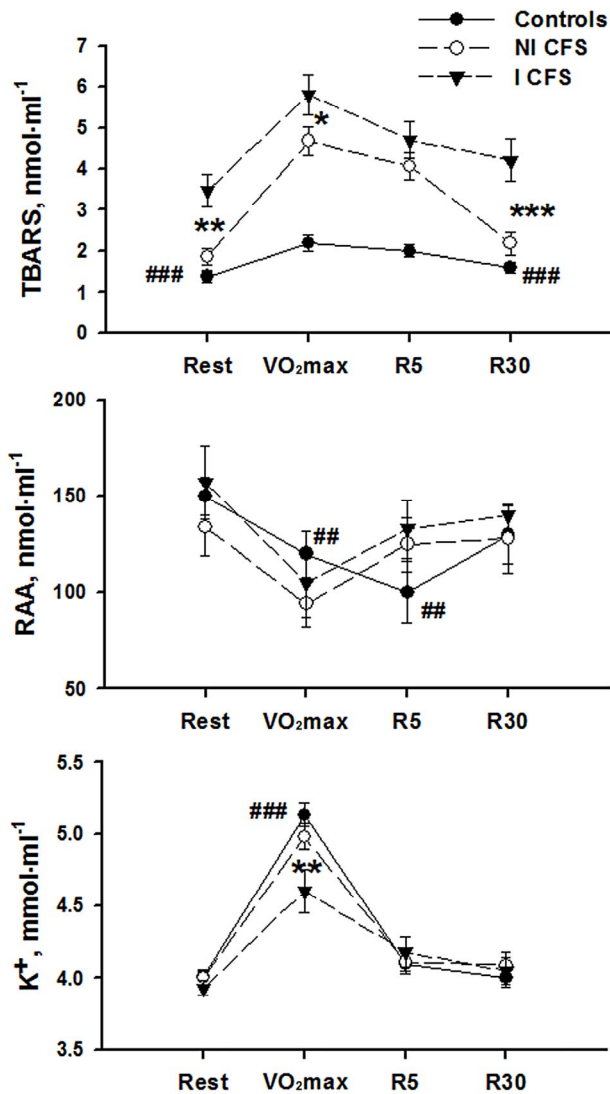 Controls
NI CFS
I CFS
TBARS, nmol·ml⁻¹
7
6
5
4
3
2
1
0
*
**
***
###
###
Rest VO₂max R5 R30
RAA, nmol·ml⁻¹
200
150
100
50
##
##
Rest VO₂max R5 R30
K⁺, mmol·ml⁻¹
5.5
5.0
4.5
4.0
3.5
###
**
Rest VO₂max R5 R30